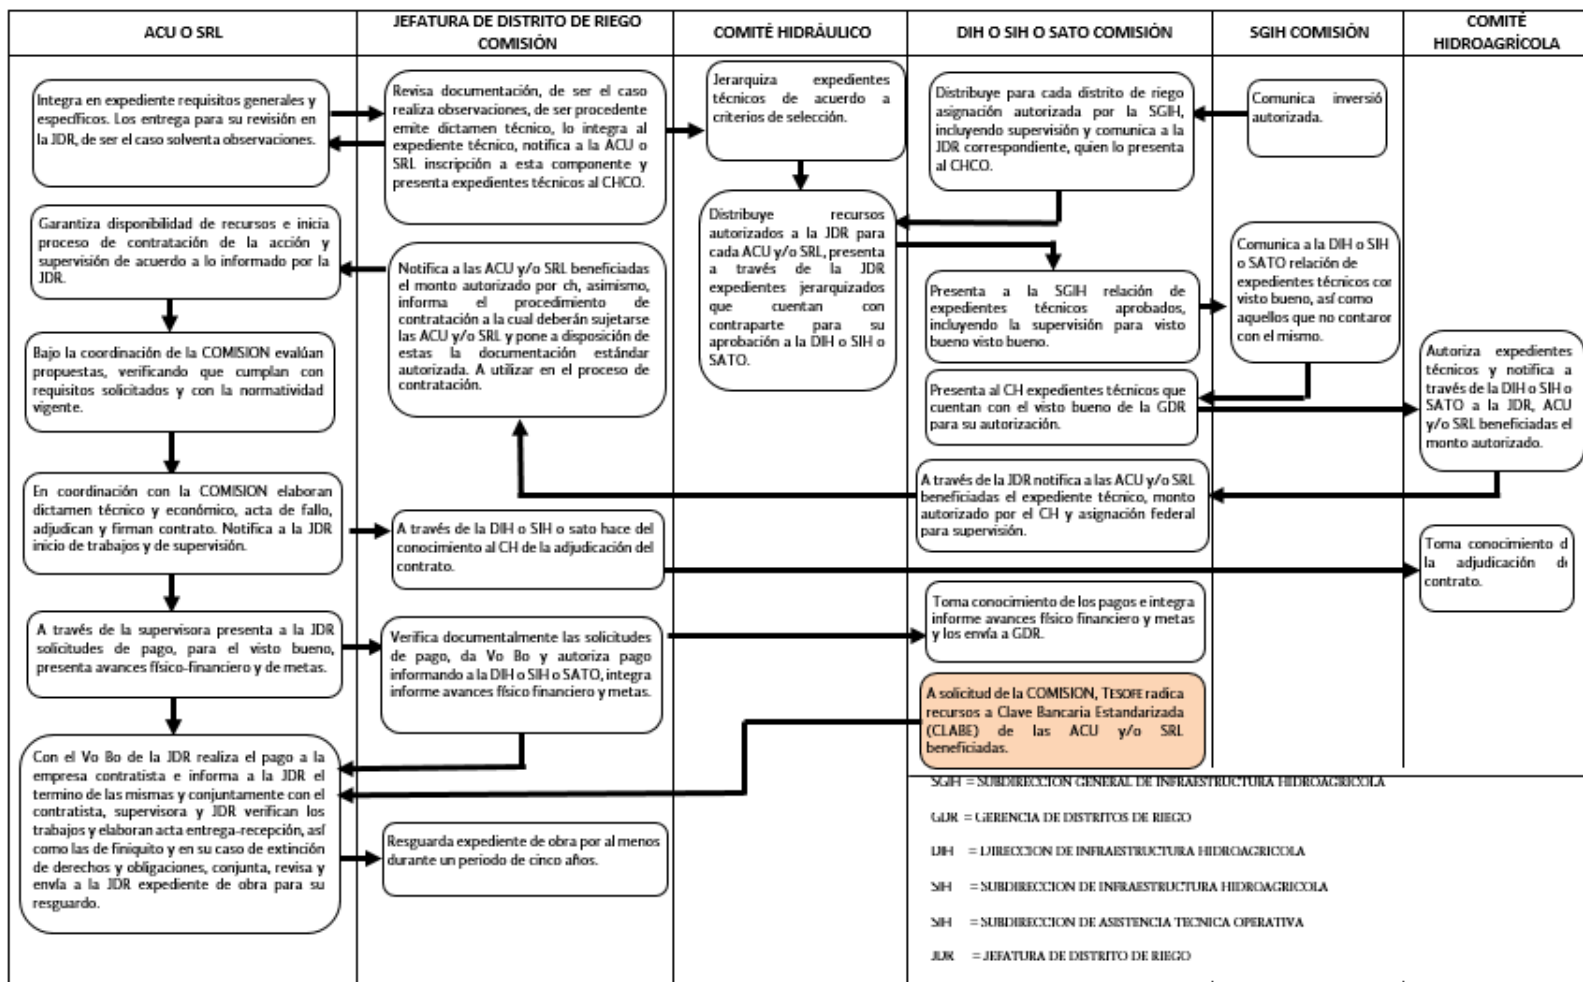 ACU O SRL
JEFATURA DE DISTRITO DE RIEGO
COMISIÓN
COMITÉ HIDRÁULICO
DIH O SIH O SATO COMISIÓN
SGIH COMISIÓN
COMITÉ
HIDROAGRÍCOLA
Integra en expediente requisitos generales y
específicos. Los entrega para su revisión en
la JDR, de ser el caso solventa observaciones.
Revisa documentación, de ser el caso
realiza observaciones, de ser procedente
emite dictamen técnico, lo integra al
expediente técnico, notifica a la ACU o
SRL inscripción a esta componente y
presenta expedientes técnicos al CHCO.
Jerarquiza expedientes
técnicos de acuerdo a
criterios de selección.
Distribuye para cada distrito de riego
asignación autorizada por la SGIH,
incluyendo supervisión y comunica a la
JDR correspondiente, quien lo presenta
al CHCO.
Comunica inversió
autorizada.
Garantiza disponibilidad de recursos e inicia
proceso de contratación de la acción y
supervisión de acuerdo a lo informado por la
JDR.
Notifica a las ACU y/o SRL beneficiadas
el monto autorizado por ch, asimismo,
informa el procedimiento de
contratación a la cual deberán sujetarse
las ACU y/o SRL y pone a disposición de
estas la documentación estándar
autorizada. A utilizar en el proceso de
contratación.
Distribuye recursos
autorizados a la JDR para
cada ACU y/o SRL, presenta
a través de la JDR
expedientes jerarquizados
que cuentan con
contraparte para su
aprobación a la DIH o SIH o
SATO.
Presenta a la SGIH relación de
expedientes técnicos aprobados,
incluyendo la supervisión para visto
bueno visto bueno.
Comunica a la DIH o SIH
o SATO relación de
expedientes técnicos cor
visto bueno, así como
aquellos que no contaror
con el mismo.
Bajo la coordinación de la COMISION evalúan
propuestas, verificando que cumplan con
requisitos solicitados y con la normatividad
vigente.
Presenta al CH expedientes técnicos que
cuentan con el visto bueno de la GDR
para su autorización.
Autoriza expedientes
técnicos y notifica a
través de la DIH o SIH o
SATO a la JDR, ACU
y/o SRL beneficiadas el
monto autorizado.
En coordinación con la COMISION elaboran
dictamen técnico y económico, acta de fallo,
adjudican y firman contrato. Notifica a la JDR
inicio de trabajos y de supervisión.
A través de la DIH o SIH o sato hace del
conocimiento al CH de la adjudicación del
contrato.
A través de la JDR notifica a las ACU y/o SRL
beneficiadas el expediente técnico, monto
autorizado por el CH y asignación federal
para supervisión.
Toma conocimiento d
la adjudicación de
contrato.
A través de la supervisora presenta a la JDR
solicitudes de pago, para el visto bueno,
presenta avances físico-financiero y de metas.
Verifica documentalmente las solicitudes
de pago, da Vo Bo y autoriza pago
informando a la DIH o SIH o SATO, integra
informe avances físico financiero y metas.
Toma conocimiento de los pagos e integra
informe avances físico financiero y metas
y los envía a GDR.
A solicitud de la COMISION, TESOFE radica
recursos a Clave Bancaria Estandarizada
(CLABE) de las ACU y/o SRL
beneficiadas.
Con el Vo Bo de la JDR realiza el pago a la
empresa contratista e informa a la JDR el
termino de las mismas y conjuntamente con el
contratista, supervisora y JDR verifican los
trabajos y elaboran acta entrega-recepción, así
como las de finiquito y en su caso de extinción
de derechos y obligaciones, conjunta, revisa y
envía a la JDR expediente de obra para su
resguardo.
Resguarda expediente de obra por al menos
durante un periodo de cinco años.
SGIH = SUBDIRECCION GENERAL DE INFRAESTRUCTURA HIDROAGRICOLA
GDR = GERENCIA DE DISTRITOS DE RIEGO
DIH = DIRECCION DE INFRAESTRUCTURA HIDROAGRICOLA
SIH = SUBDIRECCION DE INFRAESTRUCTURA HIDROAGRICOLA
SIH = SUBDIRECCION DE ASISTENCIA TECNICA OPERATIVA
JDR = JEFATURA DE DISTRITO DE RIEGO